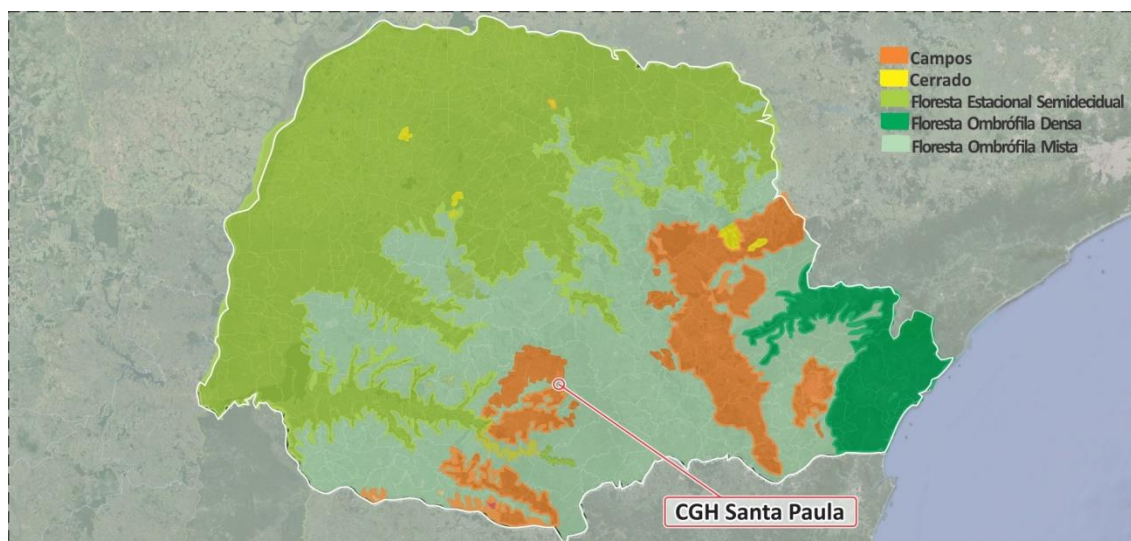 Campos
Cerrado
Floresta Estacional Semidecidual
Floresta Ombrófila Densa
Floresta Ombrófila Mista
CGH Santa Paula